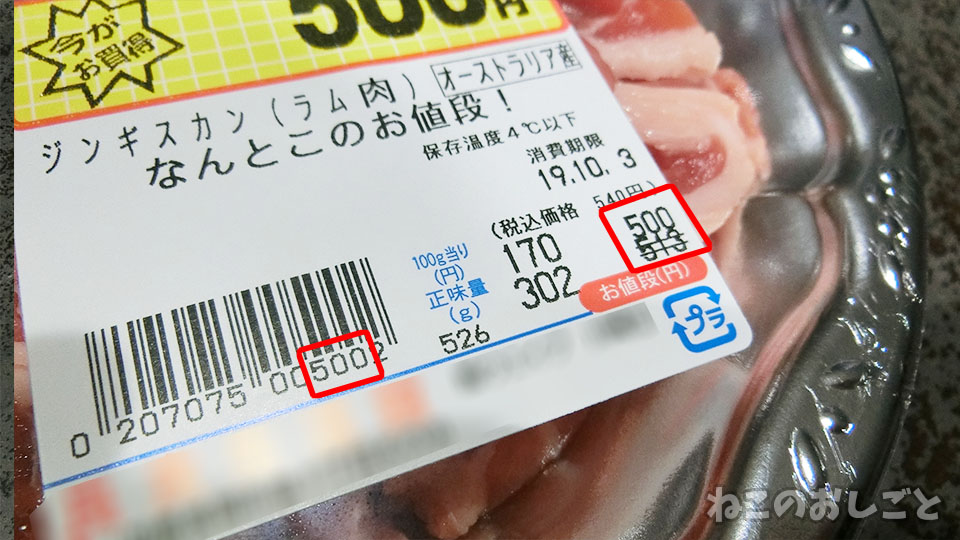 500円
今が
お買得
ジンギスカン(ラム肉) オーストラリア産
なんとこのお値段!
保存温度4℃以下
消費期限
19.10. 3
(税込価格 540円)
100g当り
(円)
170
500
正味量
(g)
302
お値段(円)
526
プラ
0 207075 005002
ねこのおしごと